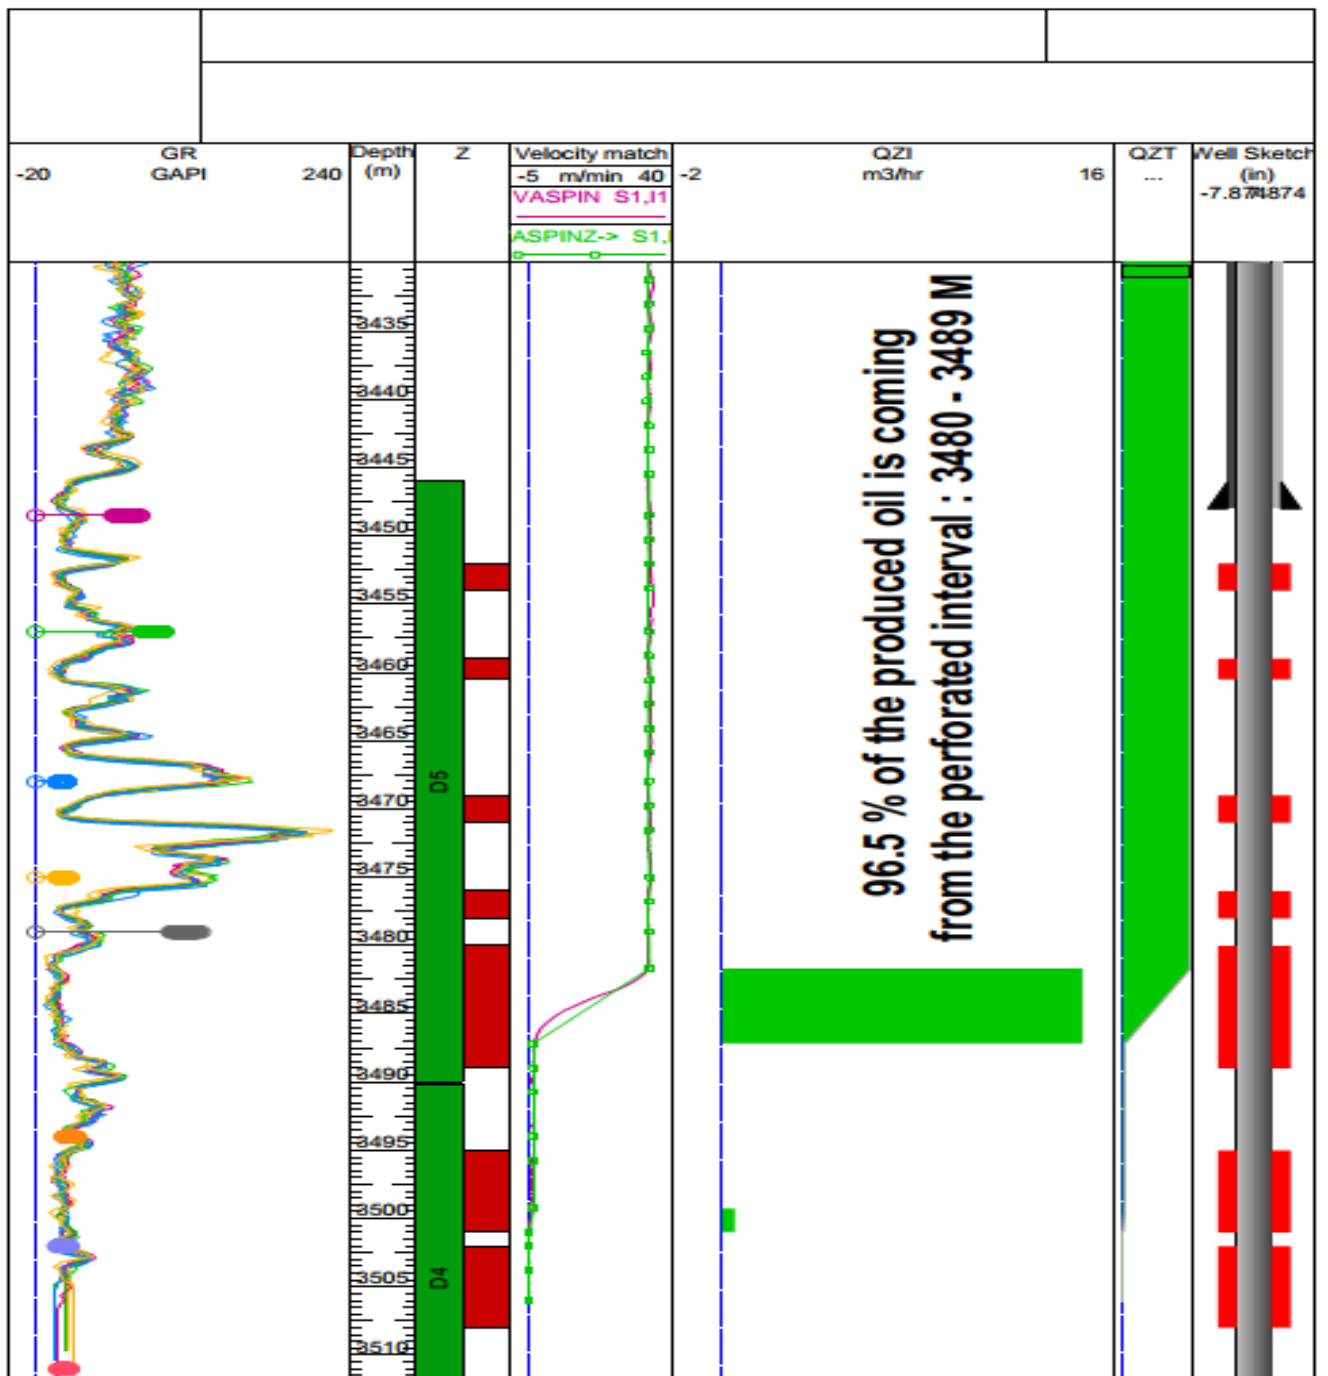 GR
GAPI
-20 240
Depth
(m)
Z
Velocity match
-5 m/min 40
VASPIN S1,I1
ASPINZ-> S1,I
QZI
m3/hr
-2 16
QZT
...
Well Sketch
(in)
-7.874
3435
3440
3445
3450
3455
3460
3465
3470
3475
3480
3485
3490
3495
3500
3505
3510
D5
D4
96.5 % of the produced oil is coming
from the perforated interval : 3480 - 3489 M